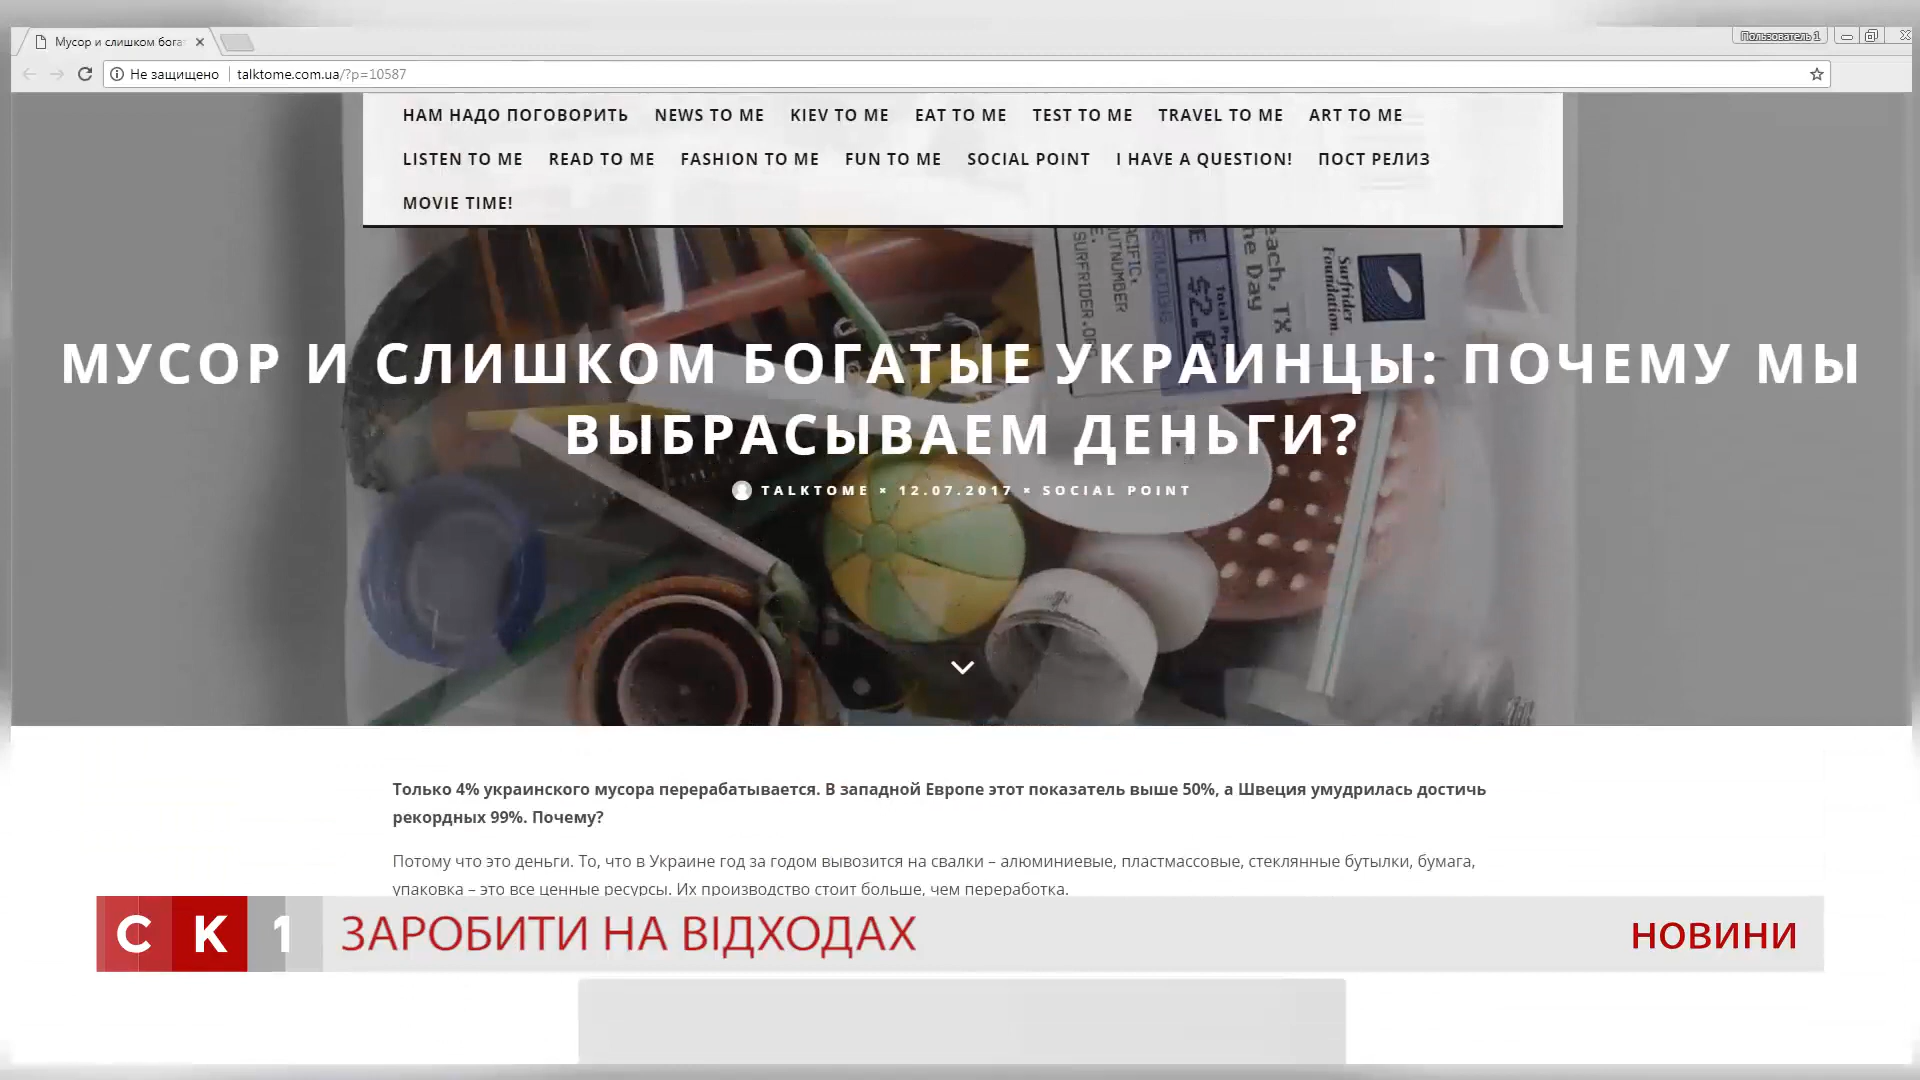 Мусор и слишком бога
Пользователь 1
Не защищено talktome.com.ua/?p=10587
НАМ НАДО ПОГОВОРИТЬ NEWS TO ME KIEV TO ME EAT TO ME TEST TO ME TRAVEL TO ME ART TO ME
LISTEN TO ME READ TO ME FASHION TO ME FUN TO ME SOCIAL POINT I HAVE A QUESTION! ПОСТ РЕЛИЗ
MOVIE TIME!
Surfrider
Foundation
МУСОР И СЛИШКОМ БОГАТЫЕ УКРАИНЦЫ: ПОЧЕМУ МЫ
ВЫБРАСЫВАЕМ ДЕНЬГИ?
TALKTOME × 12.07.2017 × SOCIAL POINT
Только 4% украинского мусора перерабатывается. В западной Европе этот показатель выше 50%, а Швеция умудрилась достичь
рекордных 99%. Почему?
Потому что это деньги. То, что в Украине год за годом вывозится на свалки – алюминиевые, пластмассовые, стеклянные бутылки, бумага,
упаковка – это все ценные ресурсы. Их производство стоит больше, чем переработка.
СК1 ЗАРОБИТИ НА ВІДХОДАХ НОВИНИ